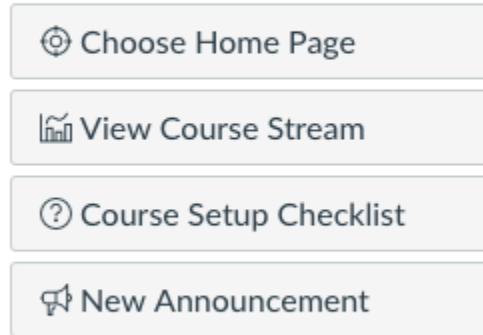 Choose Home Page
View Course Stream
Course Setup Checklist
New Announcement